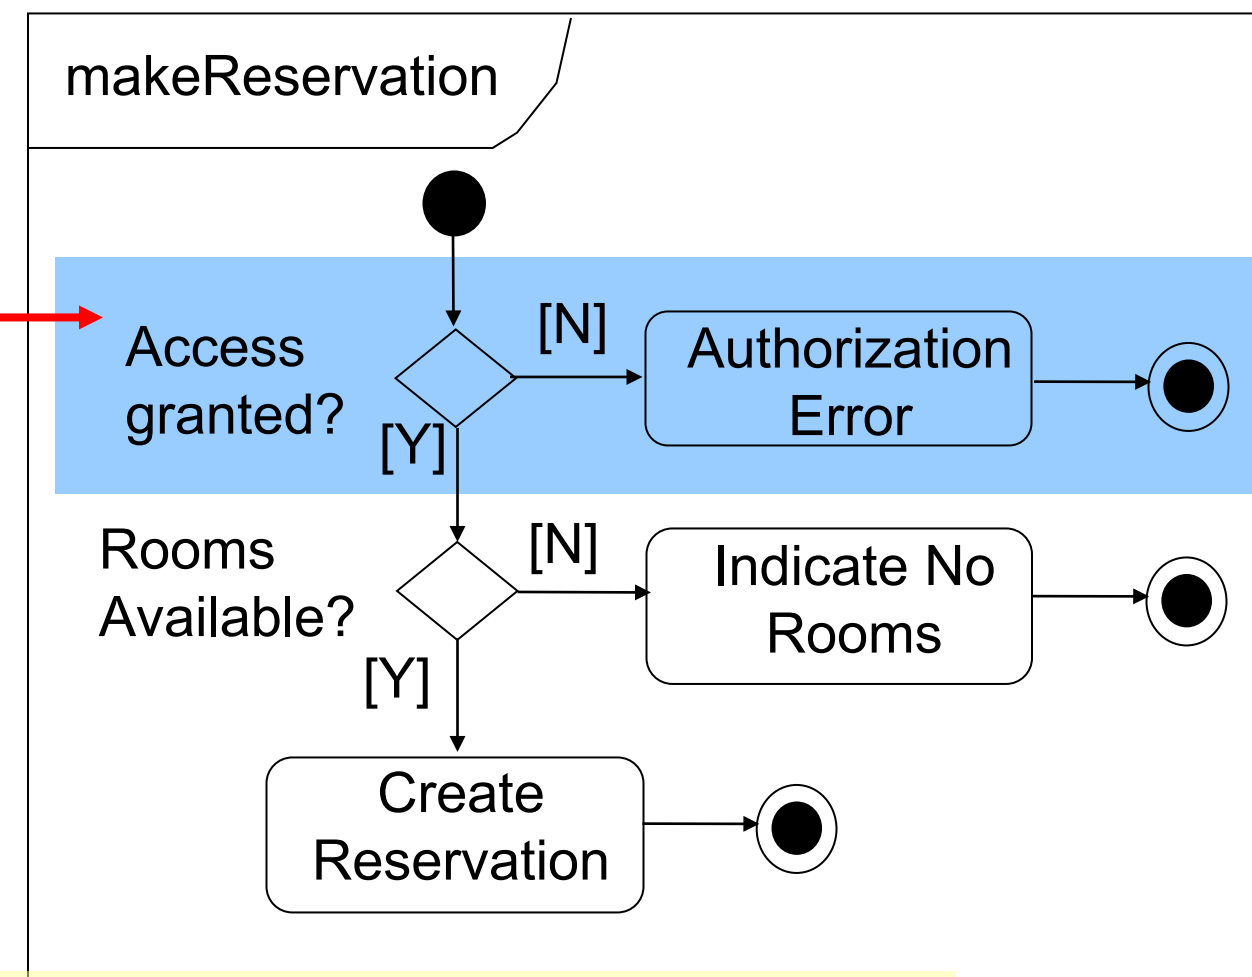 makeReservation
Access
granted?
[N]
Authorization
Error
[Y]
Rooms
Available?
[N]
Indicate No
Rooms
[Y]
Create
Reservation